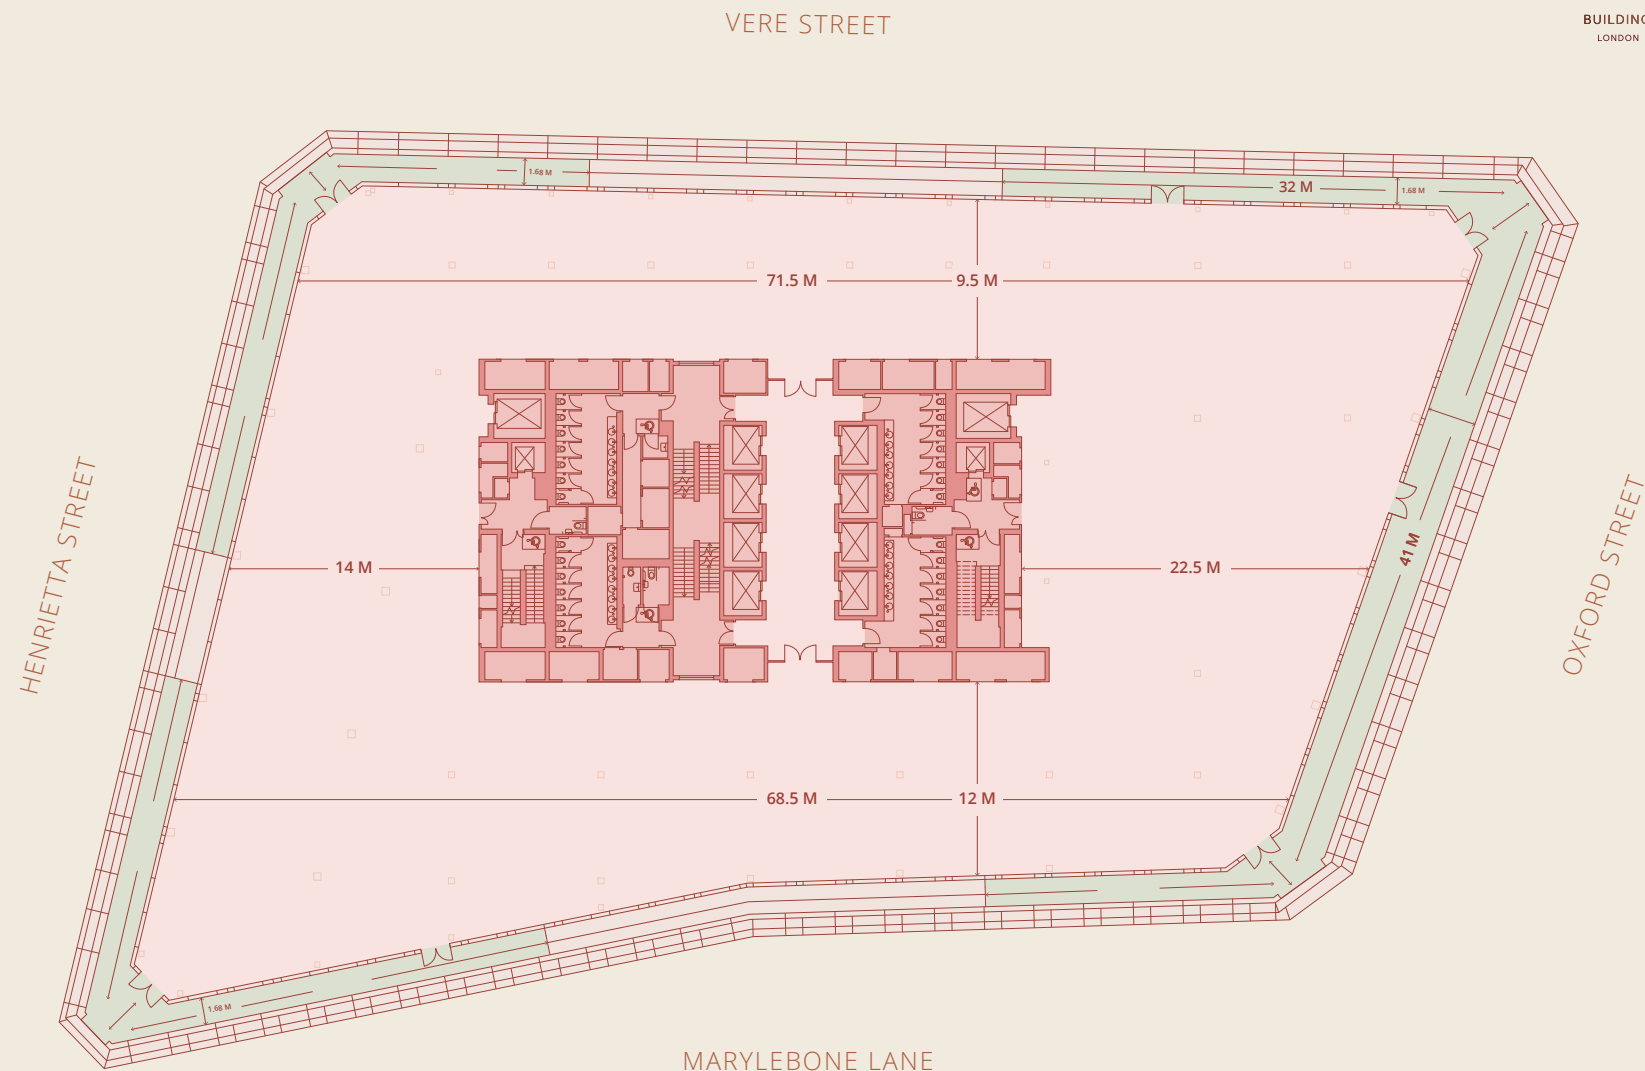 VERE STREET
BUILDING
LONDON
1.68 M
32 M
1.68 M
71.5 M
9.5 M
HENRIETTA STREET
14 M
22.5 M
41 M
OXFORD STREET
68.5 M
12 M
1.68 M
MARYLEBONE LANE